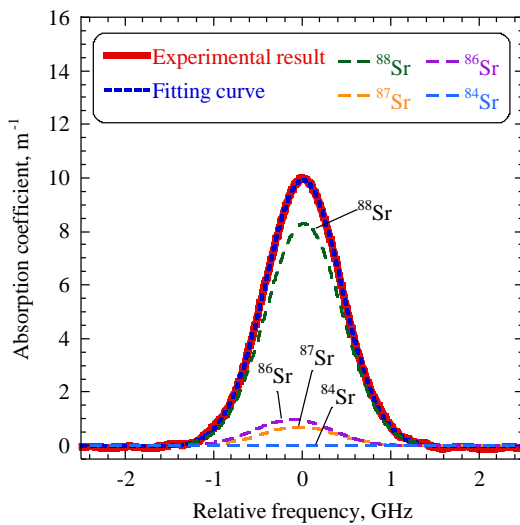 16
14
12
10
8
6
4
2
0
Absorption coefficient, m⁻¹
Experimental result
Fitting curve
⁸⁸Sr
⁸⁶Sr
⁸⁷Sr
⁸⁴Sr
⁸⁸Sr
⁸⁷Sr
⁸⁶Sr
⁸⁴Sr
-2 -1 0 1 2
Relative frequency, GHz